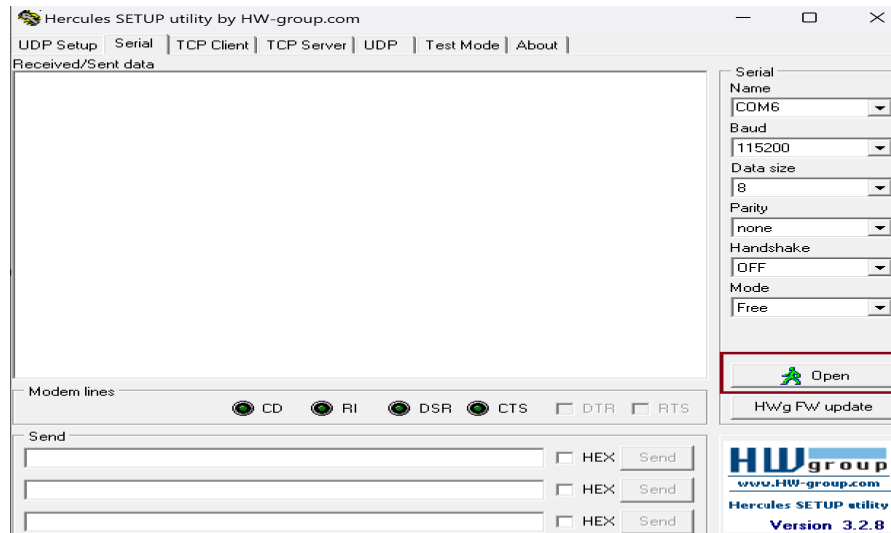 Hercules SETUP utility by HW-group.com
UDP Setup Serial TCP Client TCP Server UDP Test Mode About
Received/Sent data
Serial
Name
COM6
Baud
115200
Data size
8
Parity
none
Handshake
OFF
Mode
Free
Open
HWg FW update
Modem lines
CD RI DSR CTS DTR RTS
Send
HEX Send
HEX Send
HEX Send
HW group
www.HW-group.com
Hercules SETUP utility
Version 3.2.8